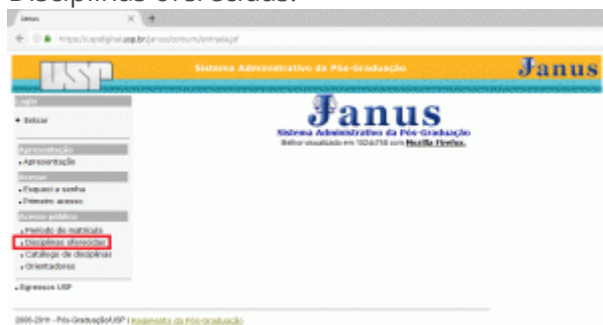 Disciplinas oferecidas.
Janus
https://uspdigital.usp.br/janus/comum/entrada.jsf
USP
Sistema Administrativo da Pós-Graduação
Janus
Login
Entrar
Janus
Sistema Administrativo da Pós-Graduação
Melhor visualizado em 1024x768 com Mozilla Firefox.
Apresentação
Apresentação
Acesso
Esqueci a senha
Primeiro acesso
Acesso público
Período de matrícula
Disciplinas oferecidas
Catálogo de disciplinas
Orientadores
Egressos USP
2006-2011 - Pós-Graduação/USP | Regimento da Pós-Graduação